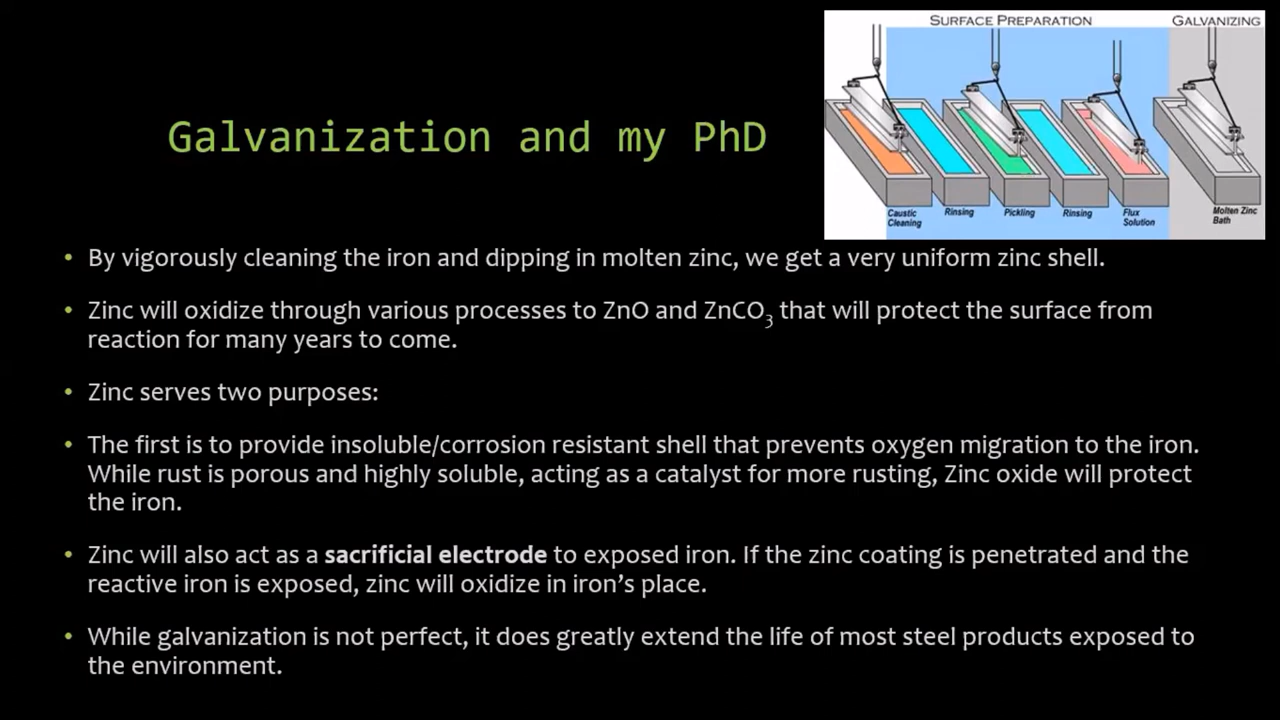 SURFACE PREPARATION
GALVANIZING
Caustic
Cleaning
Rinsing
Pickling
Rinsing
Flux
Solution
Molten Zinc
Bath
Galvanization and my PhD
• By vigorously cleaning the iron and dipping in molten zinc, we get a very uniform zinc shell.
• Zinc will oxidize through various processes to ZnO and ZnCO₃ that will protect the surface from
reaction for many years to come.
• Zinc serves two purposes:
• The first is to provide insoluble/corrosion resistant shell that prevents oxygen migration to the iron.
While rust is porous and highly soluble, acting as a catalyst for more rusting, Zinc oxide will protect
the iron.
• Zinc will also act as a sacrificial electrode to exposed iron. If the zinc coating is penetrated and the
reactive iron is exposed, zinc will oxidize in iron’s place.
• While galvanization is not perfect, it does greatly extend the life of most steel products exposed to
the environment.